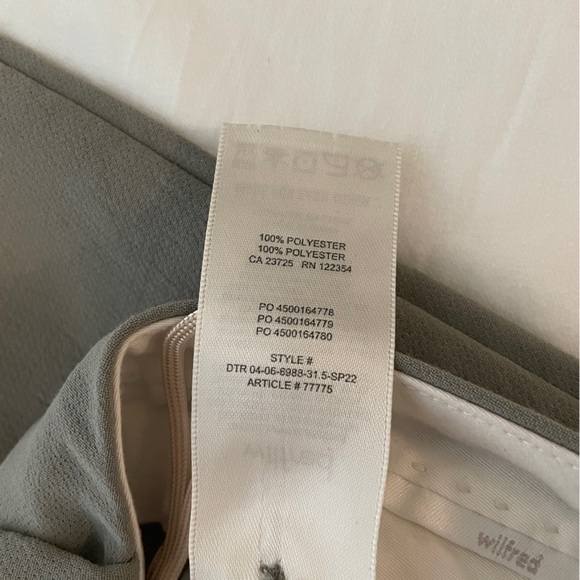 100% POLYESTER
100% POLYESTER
CA 23725 RN 122354
PO 4500164778
PO 4500164779
PO 4500164780
STYLE #
DTR 04-06-6988-31.5-SP22
ARTICLE # 77775
wilfred